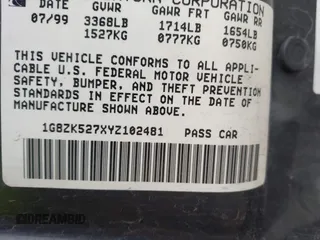 CORPORATION
DATE GVWR GAWR FRT GAWR RR
07/99 3368LB 1714LB 1654LB
1527KG 0777KG 0750KG
THIS VEHICLE CONFORMS TO ALL APPLI-
CABLE U.S. FEDERAL MOTOR VEHICLE
SAFETY, BUMPER, AND THEFT PREVENTION
STANDARDS IN EFFECT ON THE DATE OF
MANUFACTURE SHOWN ABOVE.
1G8ZK527XYZ102481 PASS CAR
DREAMBID